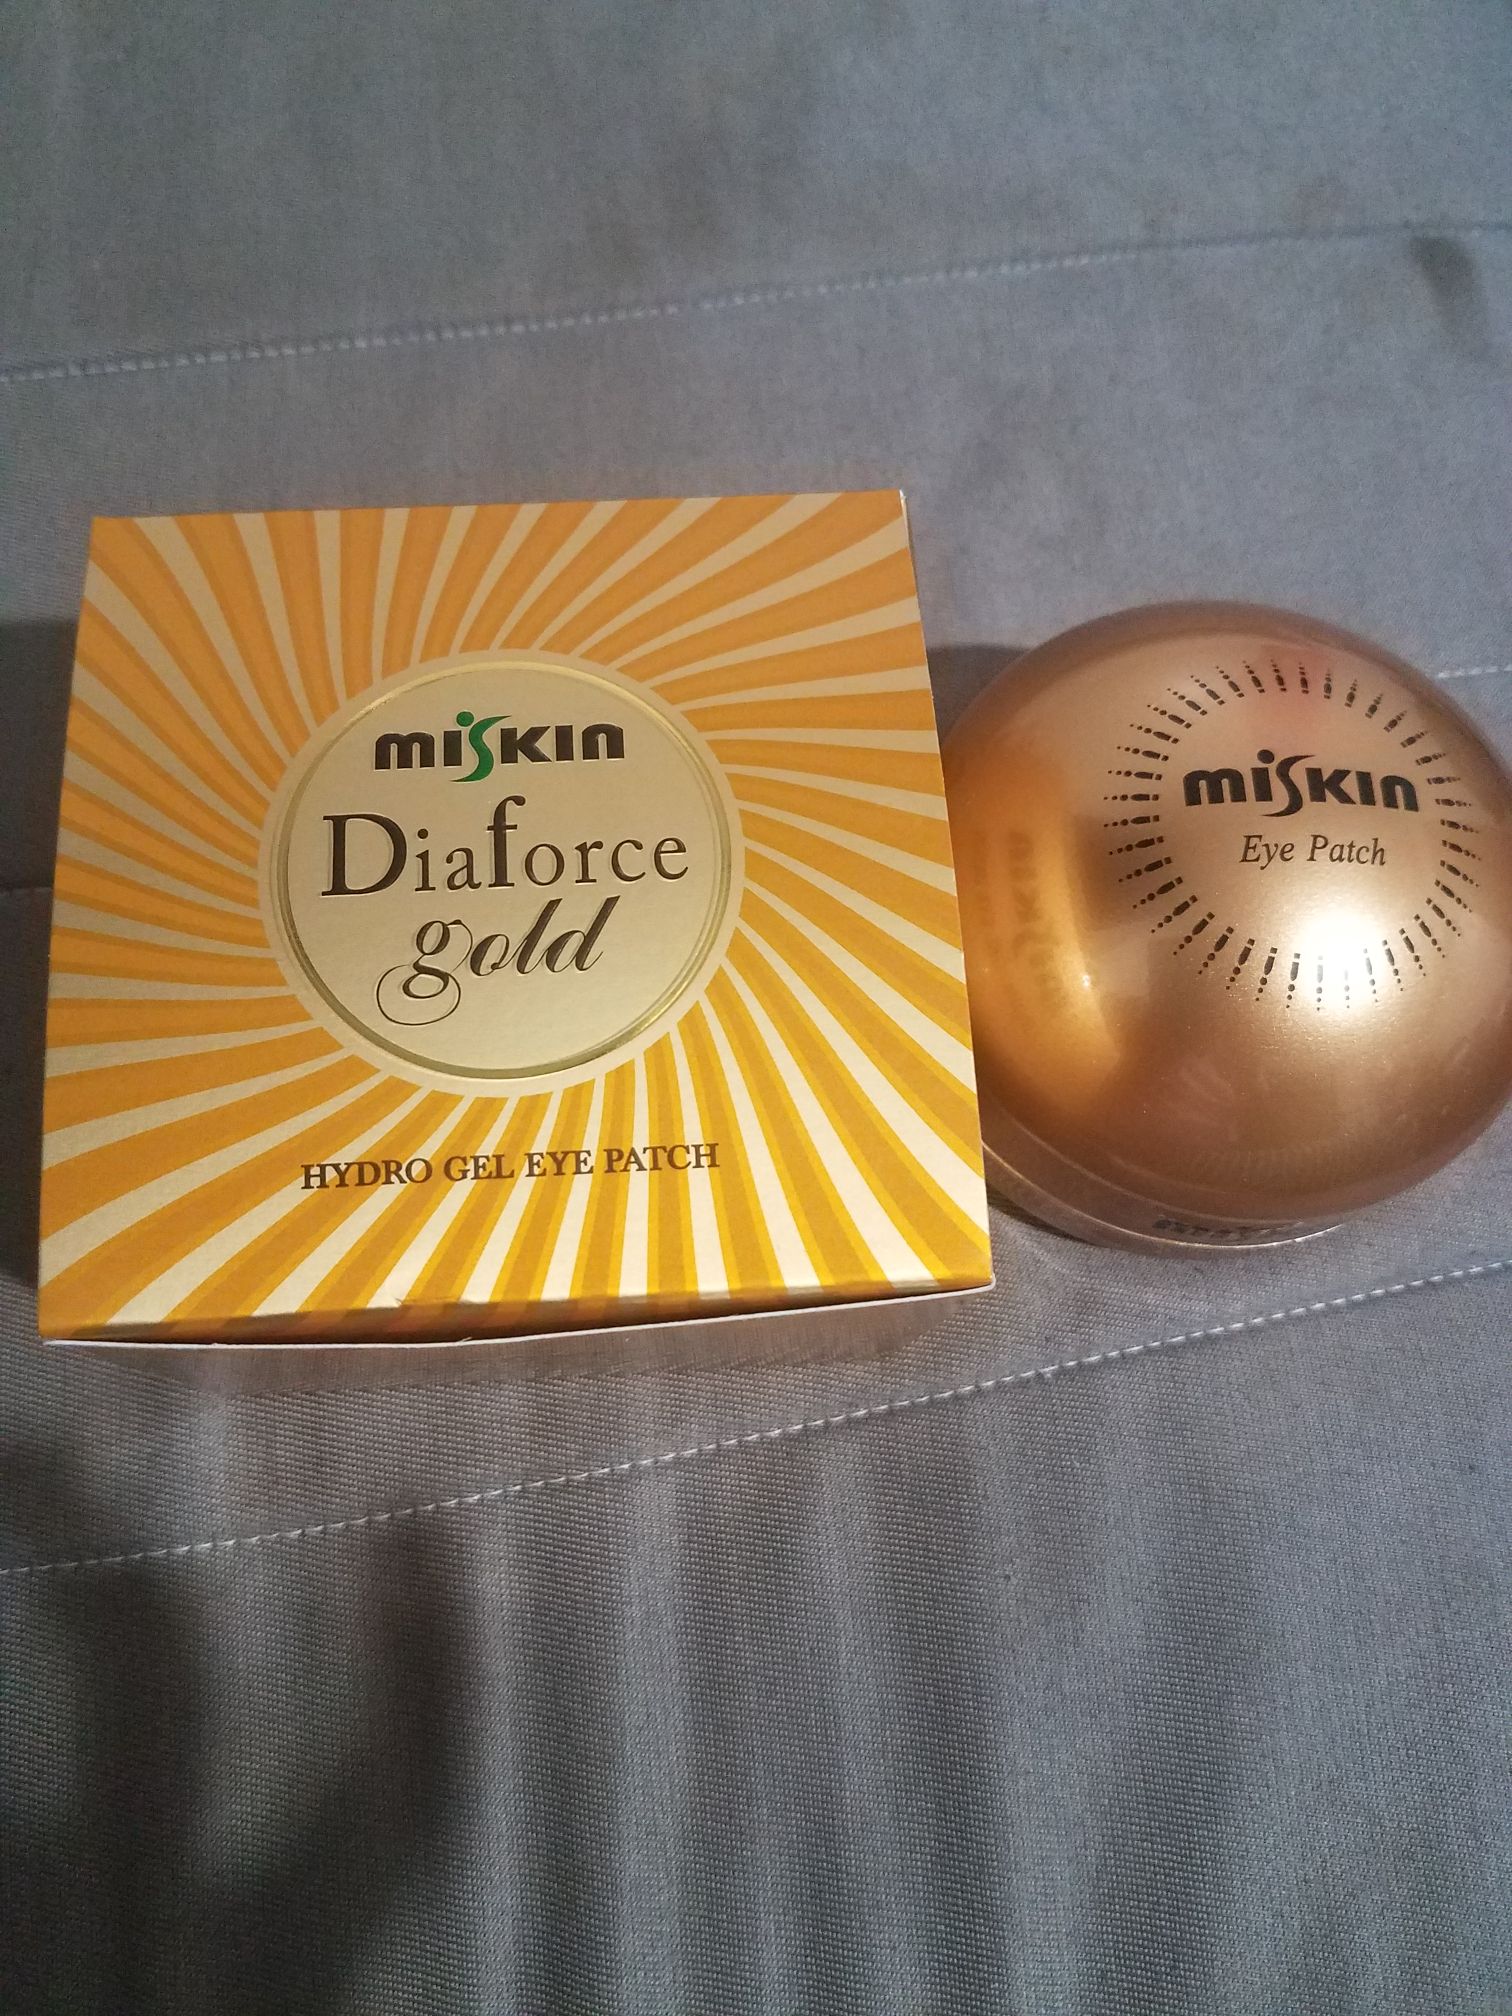 miskin
Diaforce
gold
HYDRO GEL EYE PATCH
miskin
Eye Patch